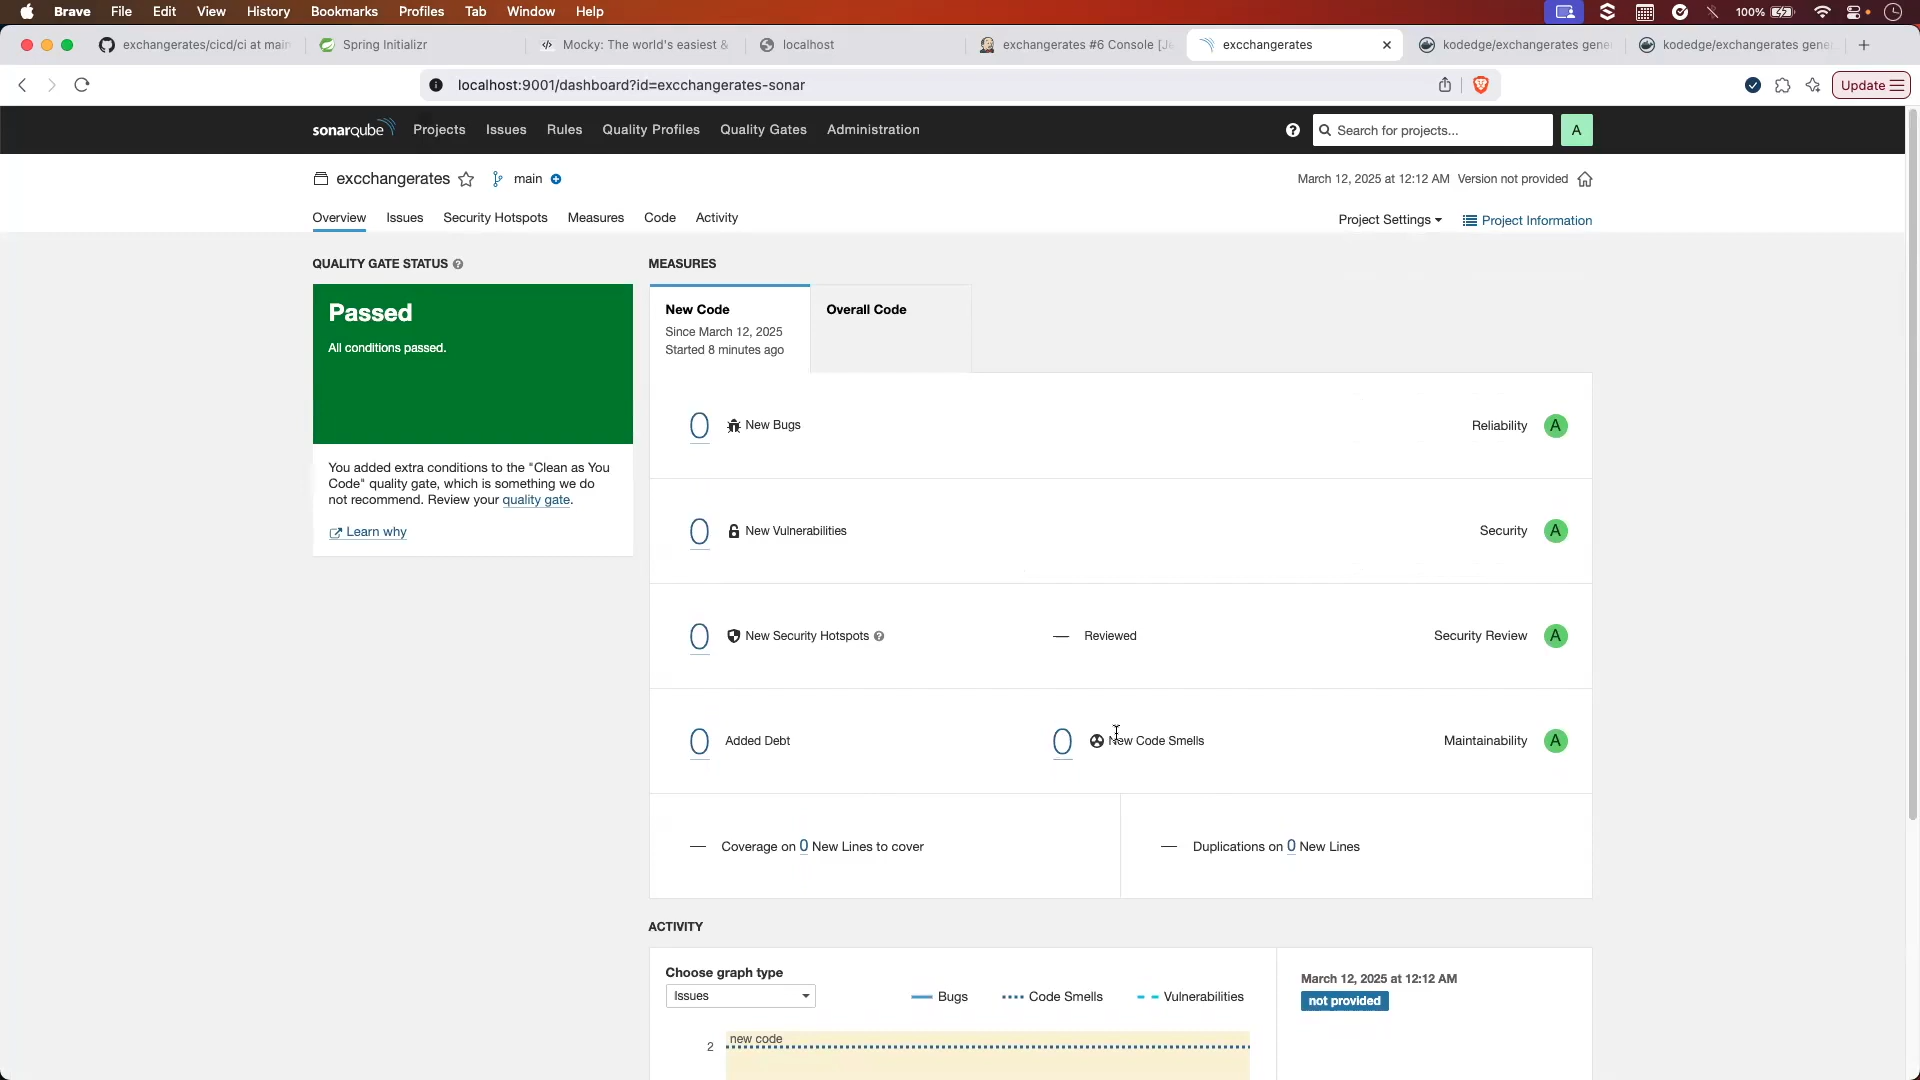 Brave File Edit View History Bookmarks Profiles Tab Window Help 100%
exchangerates/cicd/ci at main
Spring Initializr
Mocky: The world's easiest &
localhost
exchangerates #6 Console [Je
excchangerates
kodedge/exchangerates gene
kodedge/exchangerates gene
localhost:9001/dashboard?id=excchangerates-sonar
Update
sonarqube Projects Issues Rules Quality Profiles Quality Gates Administration
Search for projects...
A
excchangerates main
March 12, 2025 at 12:12 AM Version not provided
Overview Issues Security Hotspots Measures Code Activity
Project Settings Project Information
QUALITY GATE STATUS
Passed
All conditions passed.
You added extra conditions to the "Clean as You
Code" quality gate, which is something we do
not recommend. Review your quality gate.
Learn why
MEASURES
New Code
Since March 12, 2025
Started 8 minutes ago
Overall Code
0 New Bugs Reliability A
0 New Vulnerabilities Security A
0 New Security Hotspots — Reviewed Security Review A
0 Added Debt 0 New Code Smells Maintainability A
— Coverage on 0 New Lines to cover
— Duplications on 0 New Lines
ACTIVITY
Choose graph type
Issues
Bugs Code Smells Vulnerabilities
March 12, 2025 at 12:12 AM
not provided
new code
2